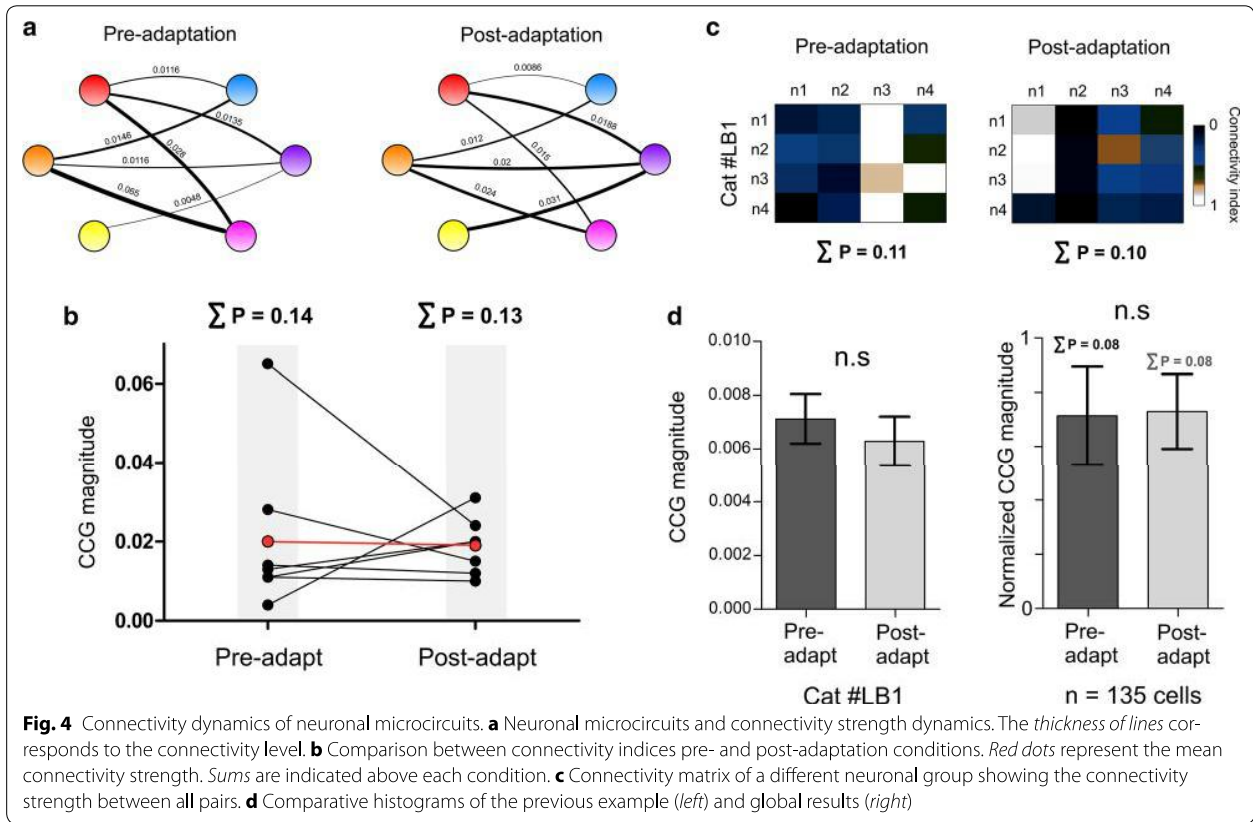 a
Pre-adaptation
Post-adaptation
0.0116
0.0146
0.0135
0.028
0.0116
0.0048
0.065
0.0086
0.012
0.0188
0.015
0.02
0.024
0.031
c
Pre-adaptation
Post-adaptation
n1 n2 n3 n4
n1 n2 n3 n4
Cat #LB1
n1
n2
n3
n4
n1
n2
n3
n4
0
1
Connectivity index
∑ P = 0.11
∑ P = 0.10
b
∑ P = 0.14
∑ P = 0.13
CCG magnitude
0.06
0.04
0.02
0.00
Pre-adapt
Post-adapt
d
CCG magnitude
0.010
0.008
0.006
0.004
0.002
0.000
n.s
Pre-
adapt
Post-
adapt
Cat #LB1
n.s
Normalized CCG magnitude
1
0
∑ P = 0.08
∑ P = 0.08
Pre-
adapt
Post-
adapt
n = 135 cells
Fig. 4 Connectivity dynamics of neuronal microcircuits. a Neuronal microcircuits and connectivity strength dynamics. The thickness of lines cor-
responds to the connectivity level. b Comparison between connectivity indices pre- and post-adaptation conditions. Red dots represent the mean
connectivity strength. Sums are indicated above each condition. c Connectivity matrix of a different neuronal group showing the connectivity
strength between all pairs. d Comparative histograms of the previous example (left) and global results (right)